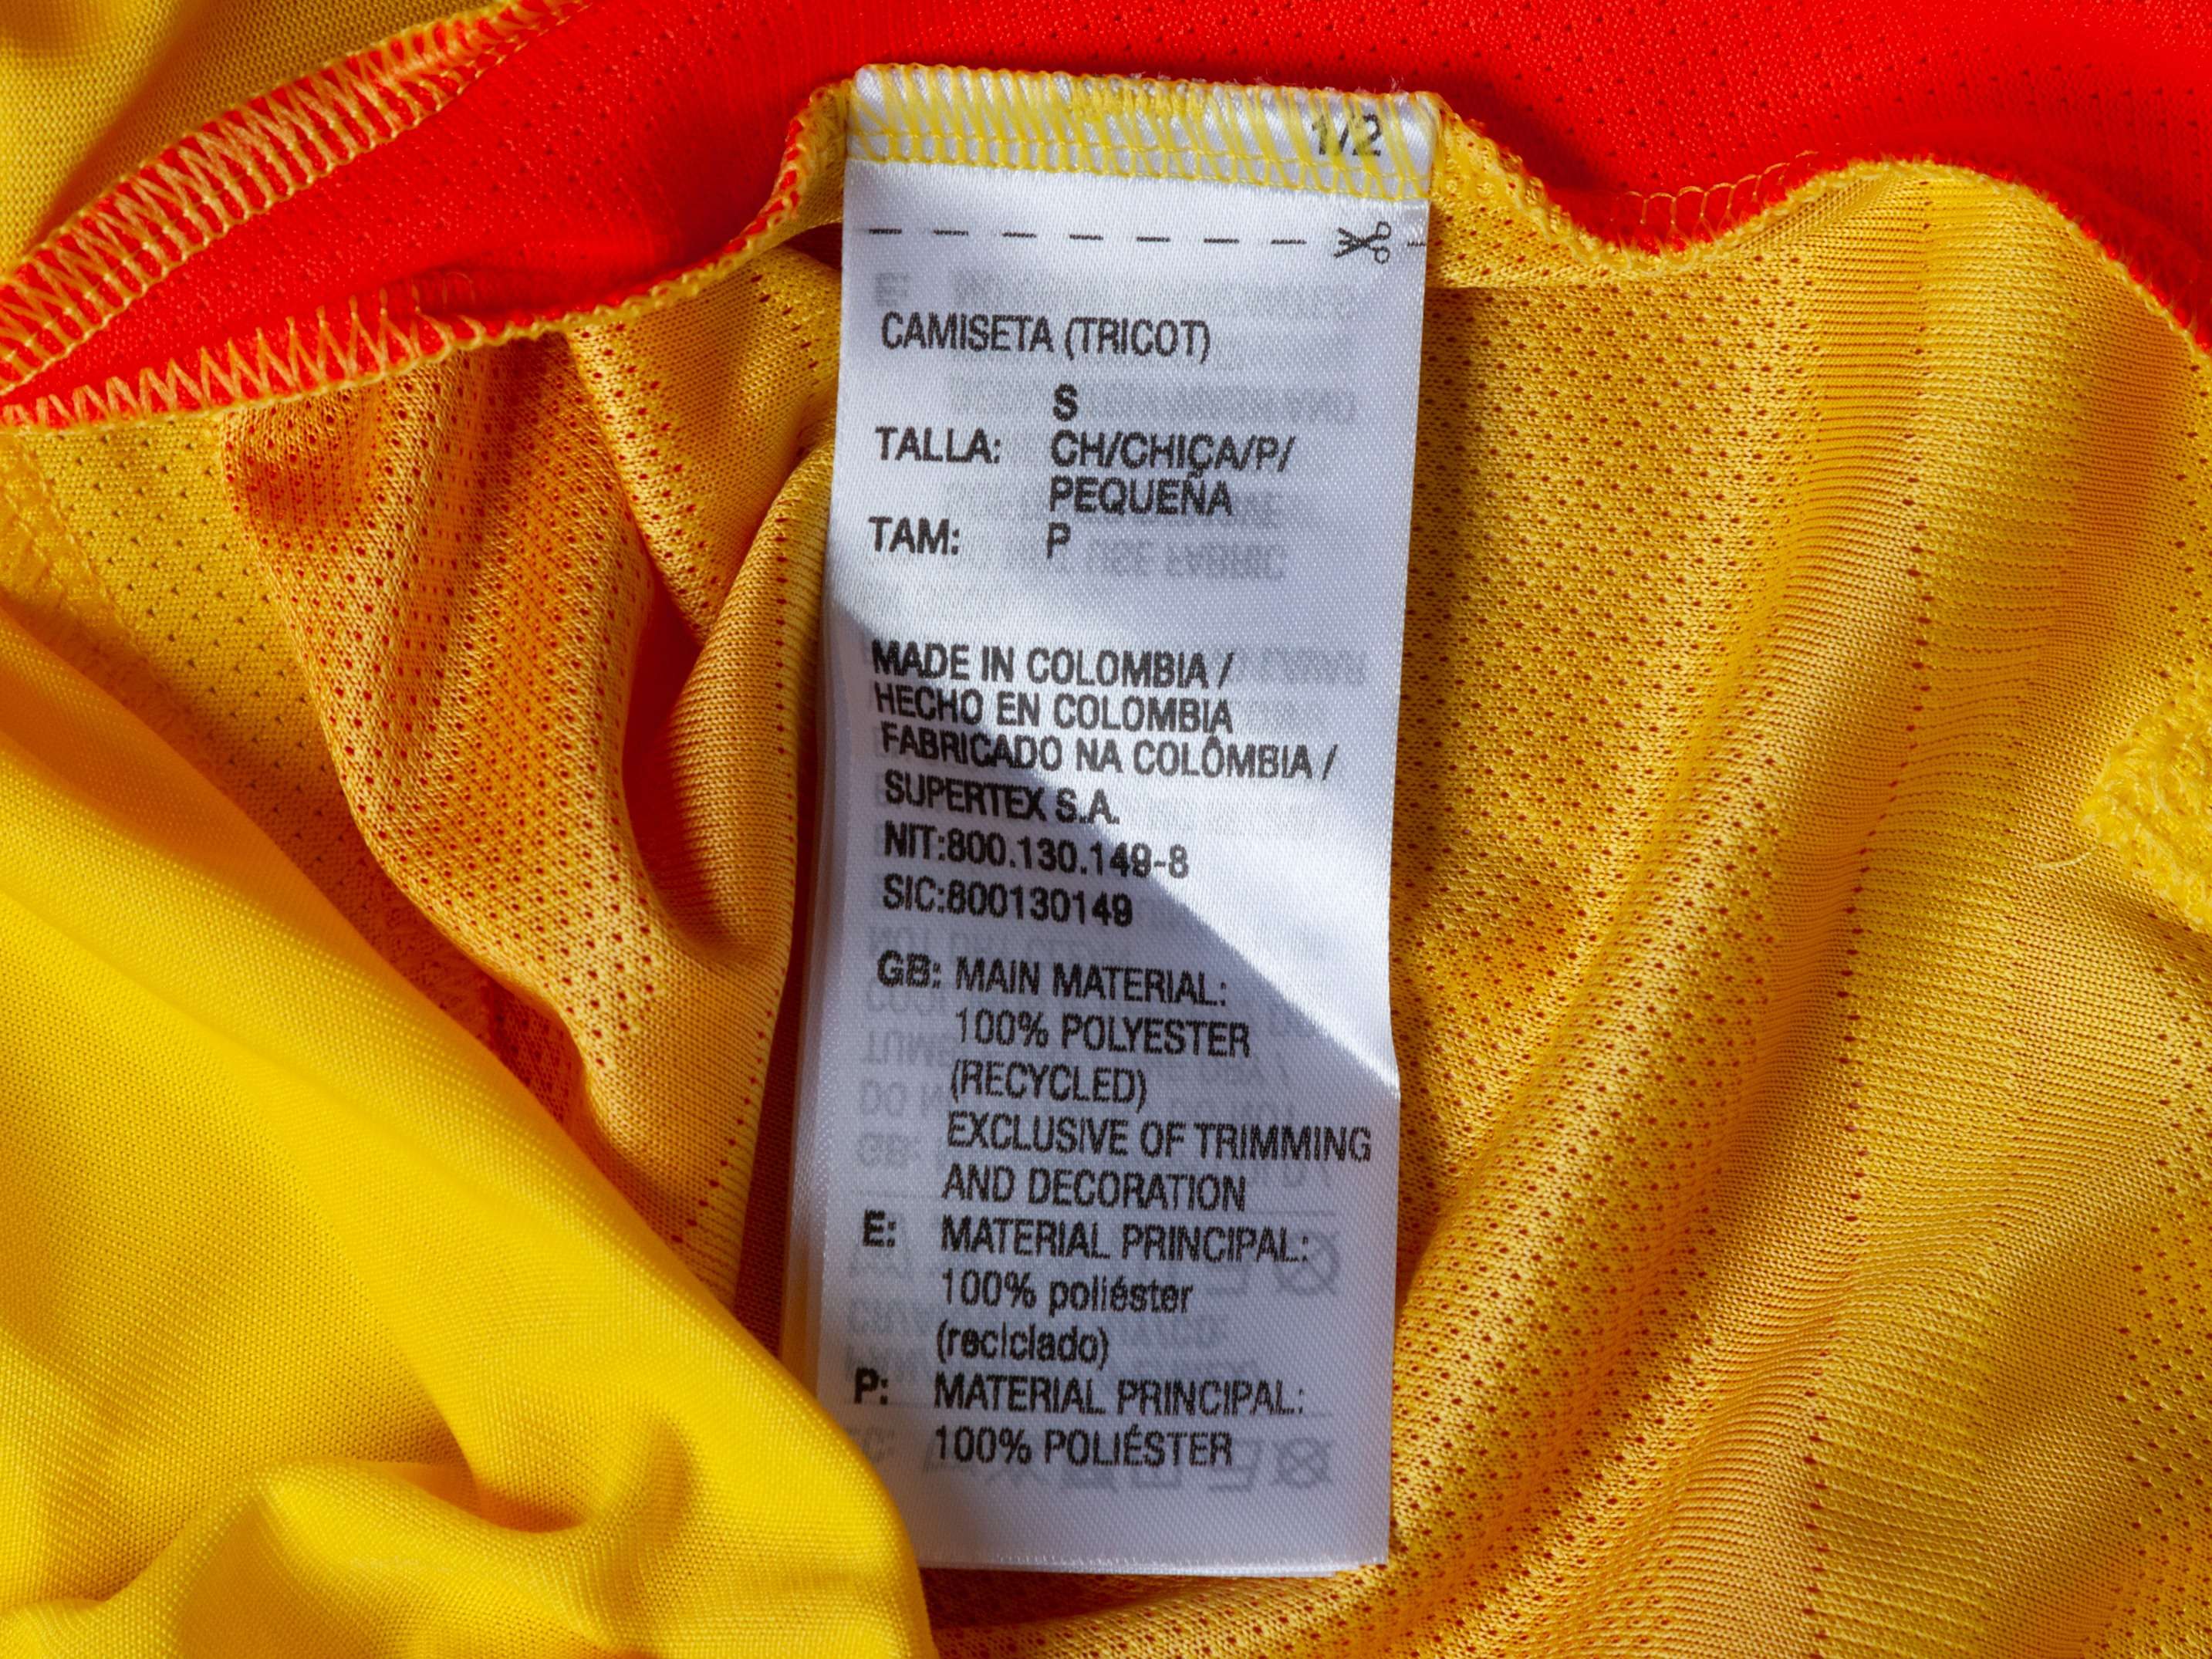 1/2
CAMISETA (TRICOT)
S
TALLA: CH/CHIÇA/P/
PEQUEÑA
TAM: P
MADE IN COLOMBIA /
HECHO EN COLOMBIA
FABRICADO NA COLÔMBIA /
SUPERTEX S.A.
NIT:800.130.149-8
SIC:800130149
GB: MAIN MATERIAL:
100% POLYESTER
(RECYCLED)
EXCLUSIVE OF TRIMMING
AND DECORATION
E: MATERIAL PRINCIPAL:
100% poliéster
(reciclado)
P: MATERIAL PRINCIPAL:
100% POLIÉSTER